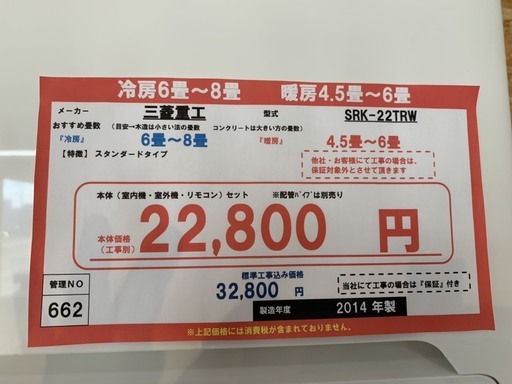 冷房6畳～8畳 暖房4.5畳～6畳
メーカー 三菱重工 型式 SRK-22TRW
おすすめ畳数 (目安→木造は小さい法の畳数 コンクリートは大きい方の畳数)
『冷房』 6畳～8畳 『暖房』 4.5畳～6畳
【特徴】 スタンダードタイプ
他社・お客様にて工事の場合は、
保証対象外とさせて頂きます
本体(室内機・室外機・リモコン)セット ※配管ﾊﾟｲﾌﾟは別売り
本体価格
(工事別)
22,800 円
標準工事込み価格
32,800 円
当社にて工事の場合は『保証』付き
管理NO
662
製造年度 2014 年製
※上記価格には消費税が含まれておりません。